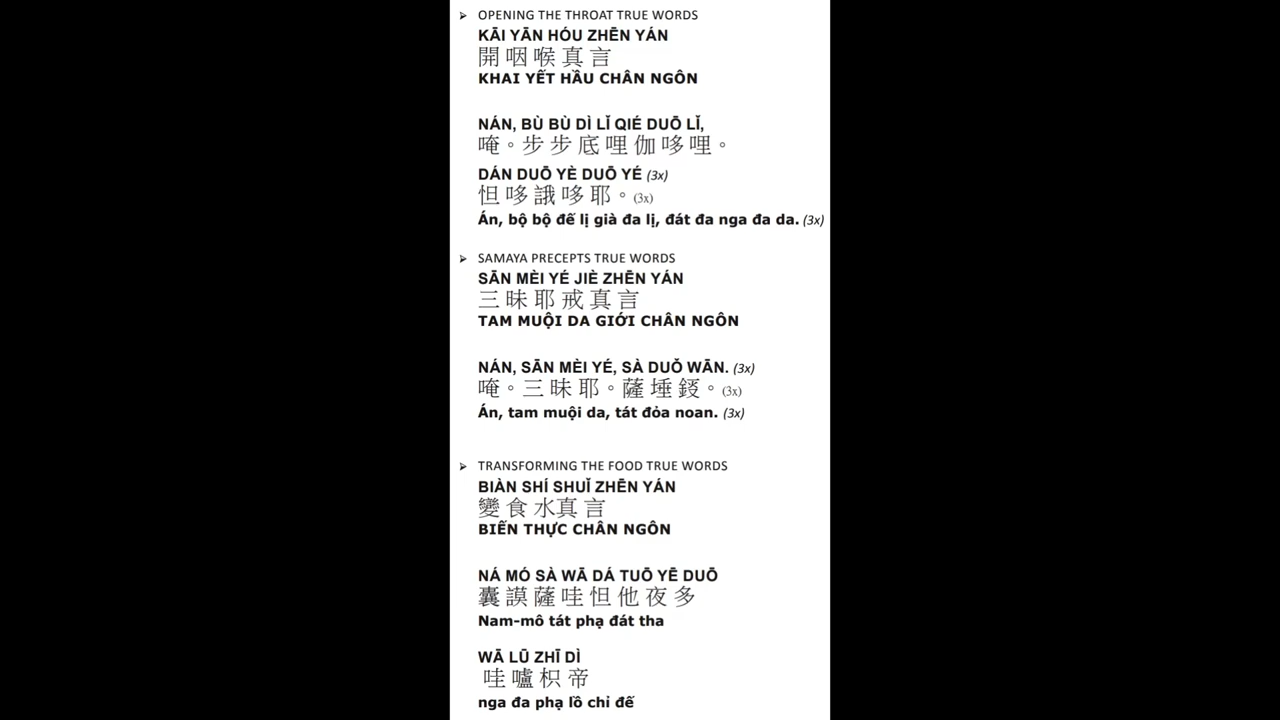 ➢ OPENING THE THROAT TRUE WORDS
KĀI YĀN HÓU ZHĒN YÁN
開咽喉真言
KHAI YẾT HẦU CHÂN NGÔN
NÁN, BÙ BÙ DÌ LǏ QIÉ DUŌ LǏ,
唵。步步底哩伽哆哩。
DÁN DUŌ YÈ DUŌ YÉ (3x)
怛哆誐哆耶。(3x)
Án, bộ bộ đế lị già đa lị, đát đa nga đa da. (3x)
➢ SAMAYA PRECEPTS TRUE WORDS
SĀN MÈI YÉ JIÈ ZHĒN YÁN
三昧耶戒真言
TAM MUỘI DA GIỚI CHÂN NGÔN
NÁN, SĀN MÈI YÉ, SÀ DUǑ WĀN. (3x)
唵。三昧耶。薩埵鍐。(3x)
Án, tam muội da, tát đỏa noan. (3x)
➢ TRANSFORMING THE FOOD TRUE WORDS
BIÀN SHÍ SHUǏ ZHĒN YÁN
變食水真言
BIẾN THỰC CHÂN NGÔN
NÁ MÓ SÀ WĀ DÁ TUŌ YĒ DUŌ
囊謨薩哇怛他夜多
Nam-mô tát phạ đát tha
WĀ LŪ ZHĪ DÌ
哇嚧枳帝
nga đa phạ lồ chỉ đế